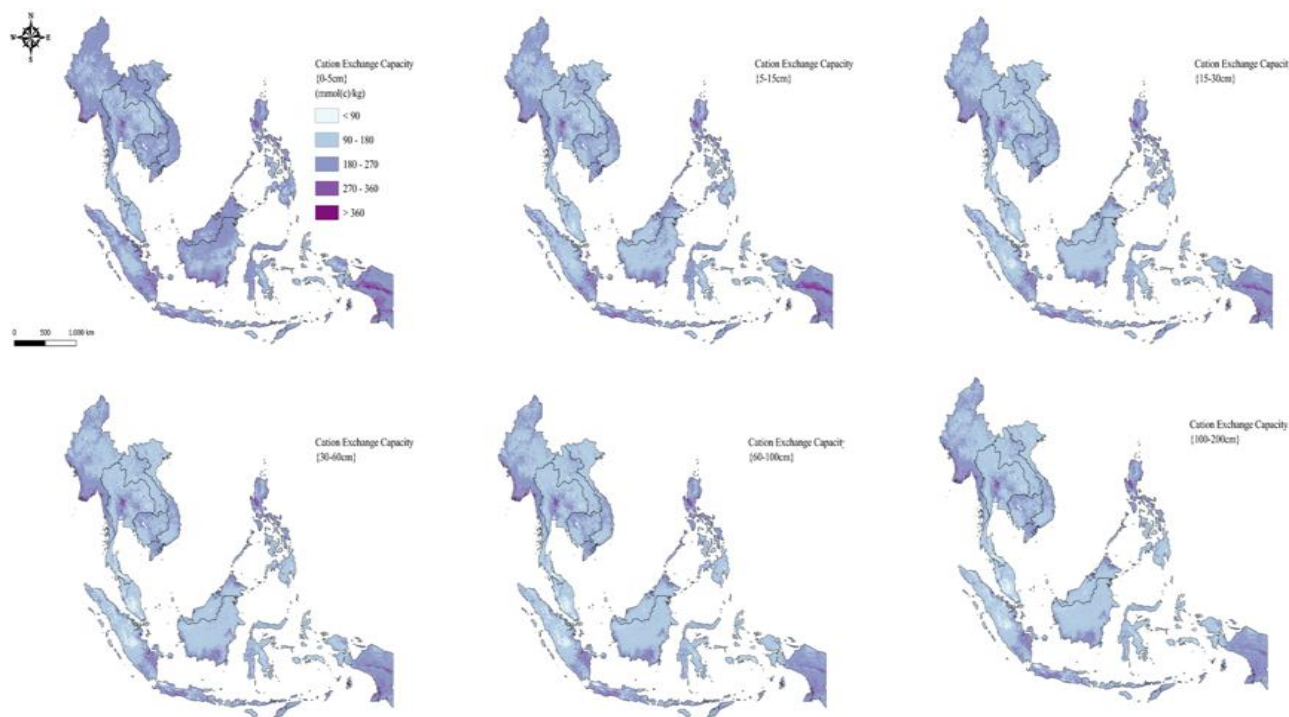 N
W E
S
Cation Exchange Capacity
{0-5cm}
(mmol(c)/kg)
< 90
90 - 180
180 - 270
270 - 360
> 360
0 500 1.000 km
Cation Exchange Capacity
{5-15cm}
Cation Exchange Capacit
{15-30cm}
Cation Exchange Capacity
{30-60cm}
Cation Exchange Capacity
{60-100cm}
Cation Exchange Capacity
{100-200cm}